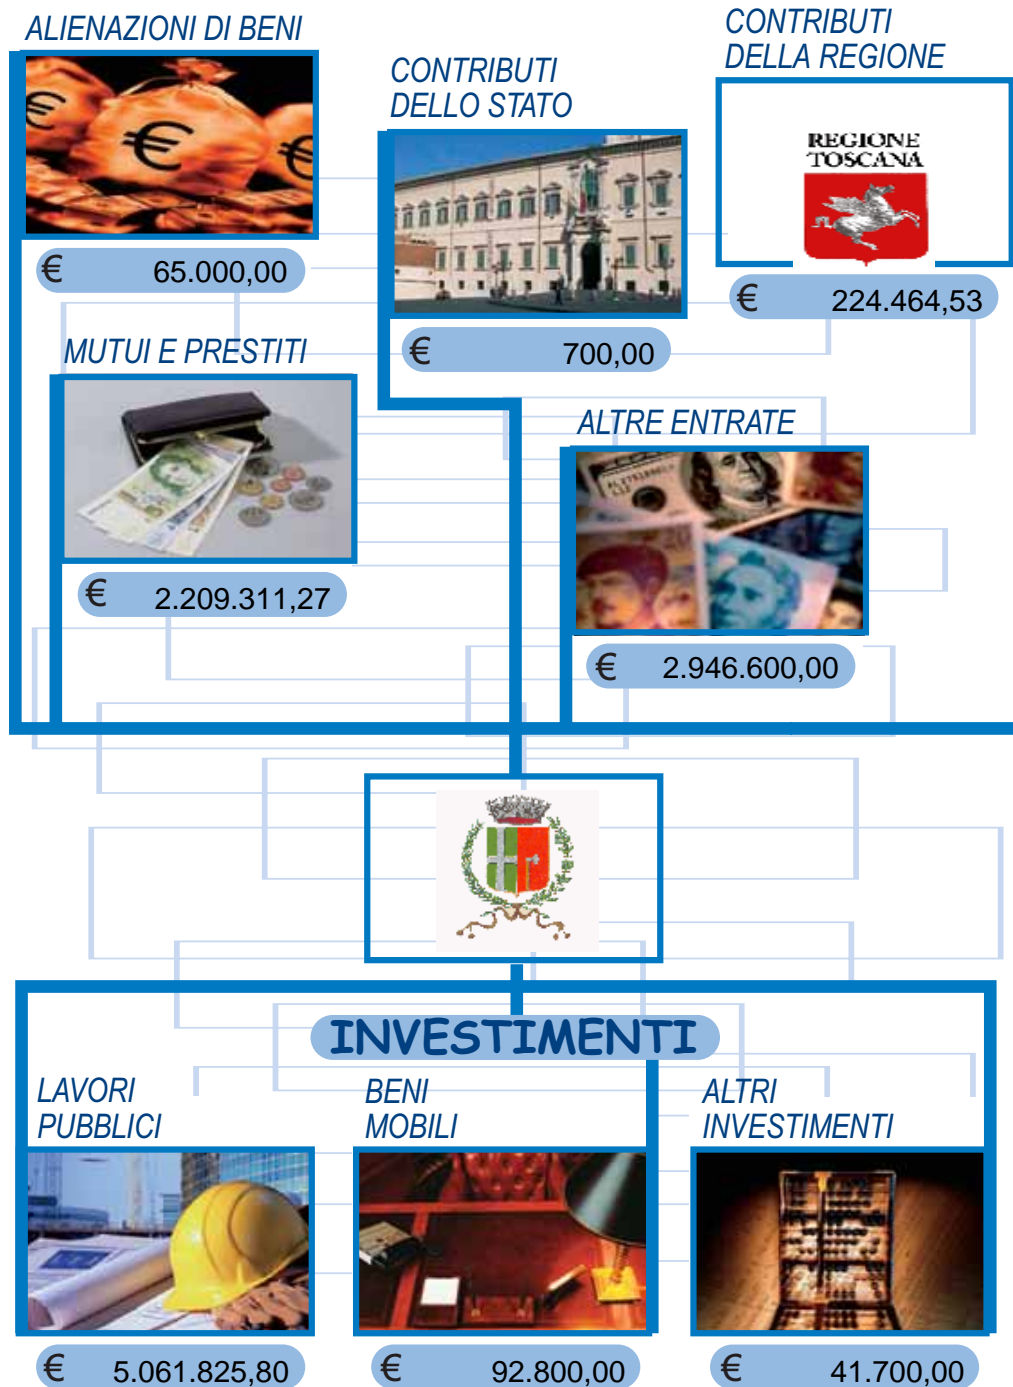 ALIENAZIONI DI BENI
€ 65.000,00
CONTRIBUTI
DELLO STATO
€ 700,00
CONTRIBUTI
DELLA REGIONE
REGIONE
TOSCANA
€ 224.464,53
MUTUI E PRESTITI
€ 2.209.311,27
ALTRE ENTRATE
€ 2.946.600,00
INVESTIMENTI
LAVORI
PUBBLICI
€ 5.061.825,80
BENI
MOBILI
€ 92.800,00
ALTRI
INVESTIMENTI
€ 41.700,00